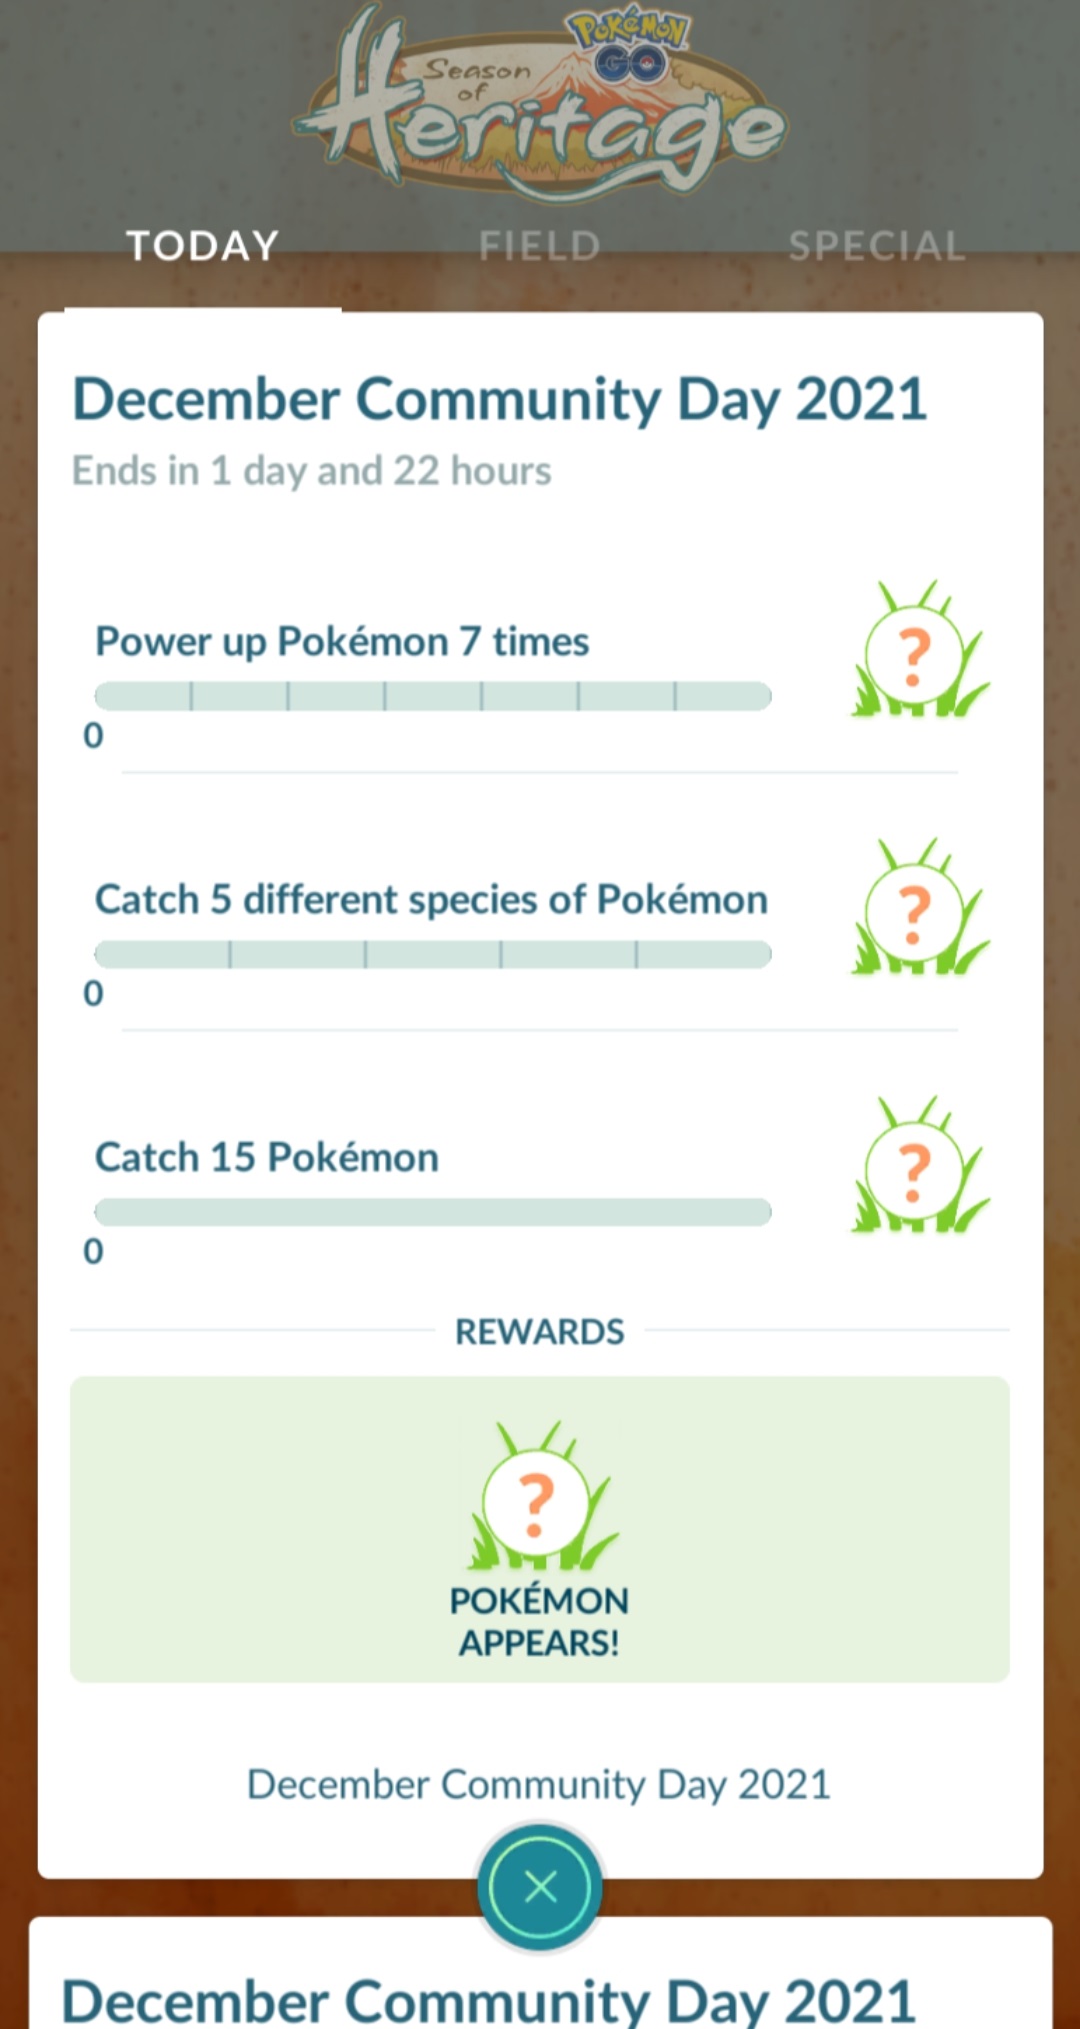 POKéMON
GO
Season
of
Heritage
TODAY FIELD SPECIAL
December Community Day 2021
Ends in 1 day and 22 hours
Power up Pokémon 7 times
?
0
Catch 5 different species of Pokémon
?
0
Catch 15 Pokémon
?
0
REWARDS
?
POKÉMON
APPEARS!
December Community Day 2021
December Community Day 2021